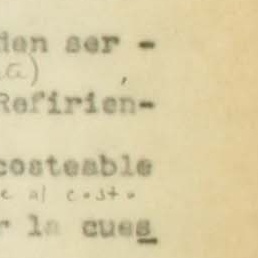 den ser -
a)
Refirien-
costeable
e al costo
r la cues